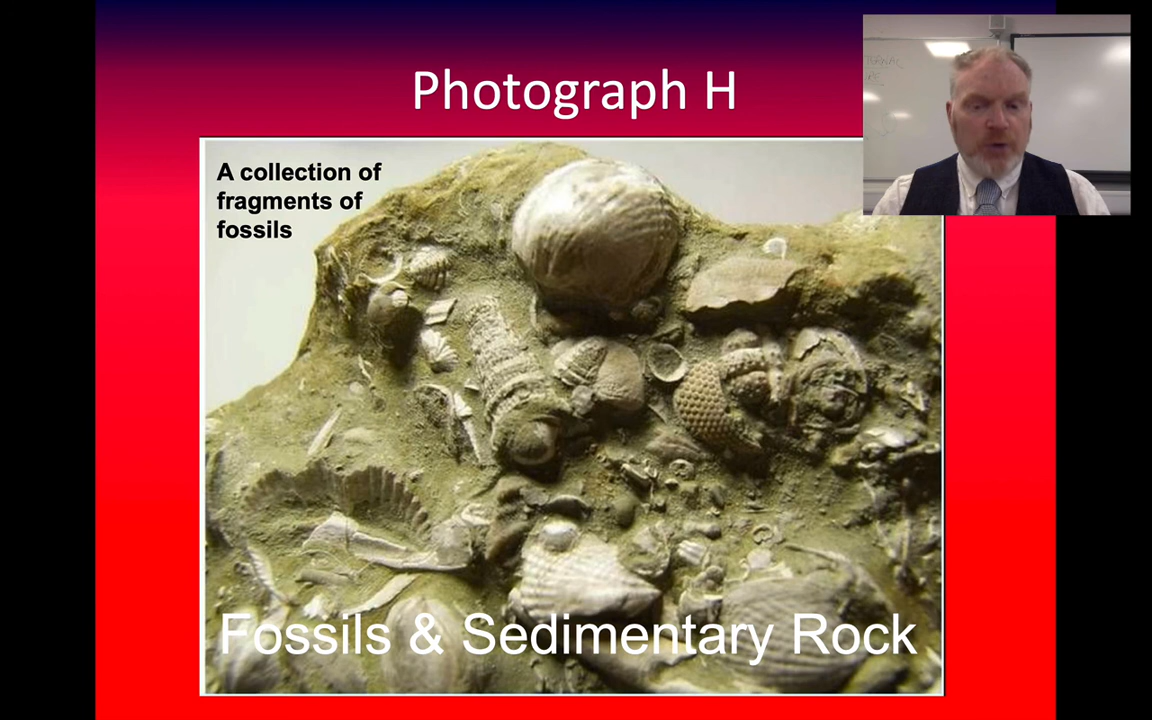 Photograph H
A collection of
fragments of
fossils
Fossils & Sedimentary Rock